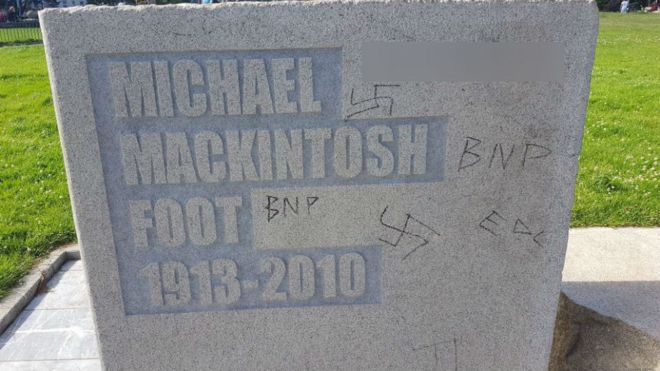 MICHAEL
MACKINTOSH
BNP
FOOT
BNP
EDL
1913-2010